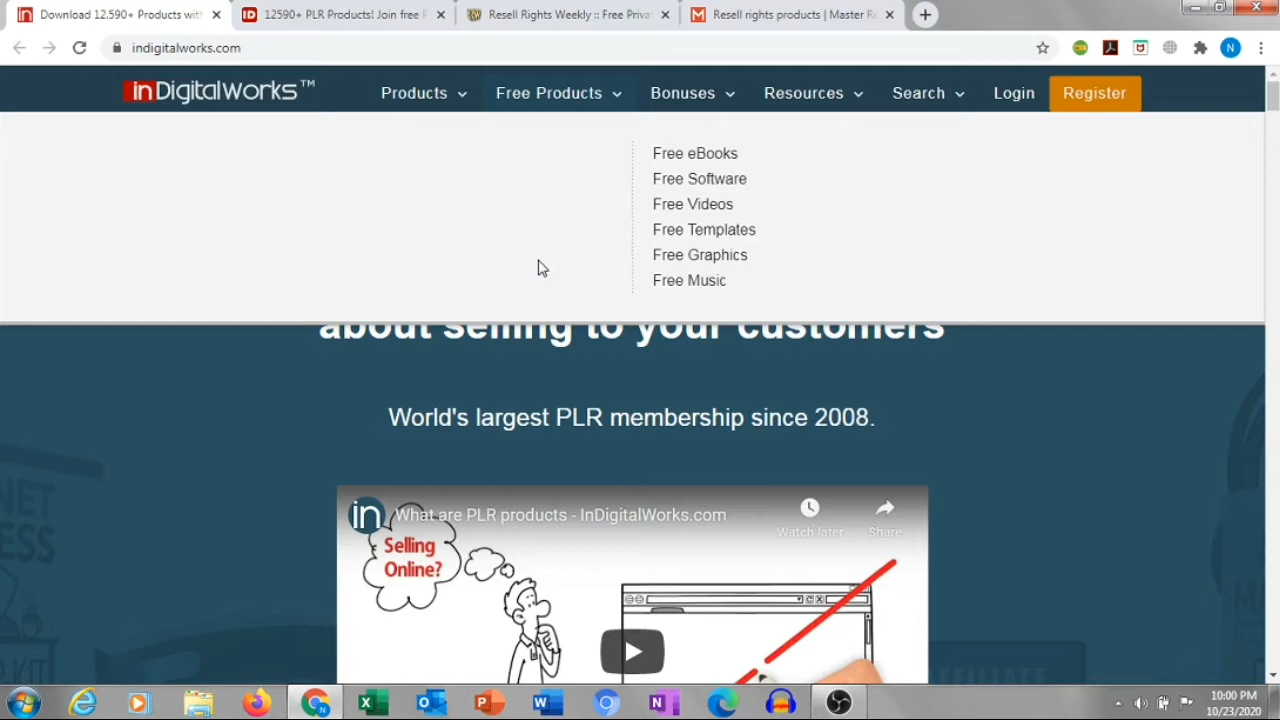 Download 12.590+ Products with
12590+ PLR Products! Join free P
Resell Rights Weekly :: Free Priva
Resell rights products | Master Re
indigitalworks.com
N
inDigitalWorks™
Products
Free Products
Bonuses
Resources
Search
Login
Register
Free eBooks
Free Software
Free Videos
Free Templates
Free Graphics
Free Music
about selling to your customers
World's largest PLR membership since 2008.
in
What are PLR products - InDigitalWorks.com
Watch later
Share
Selling
Online?
10:00 PM
10/23/2020